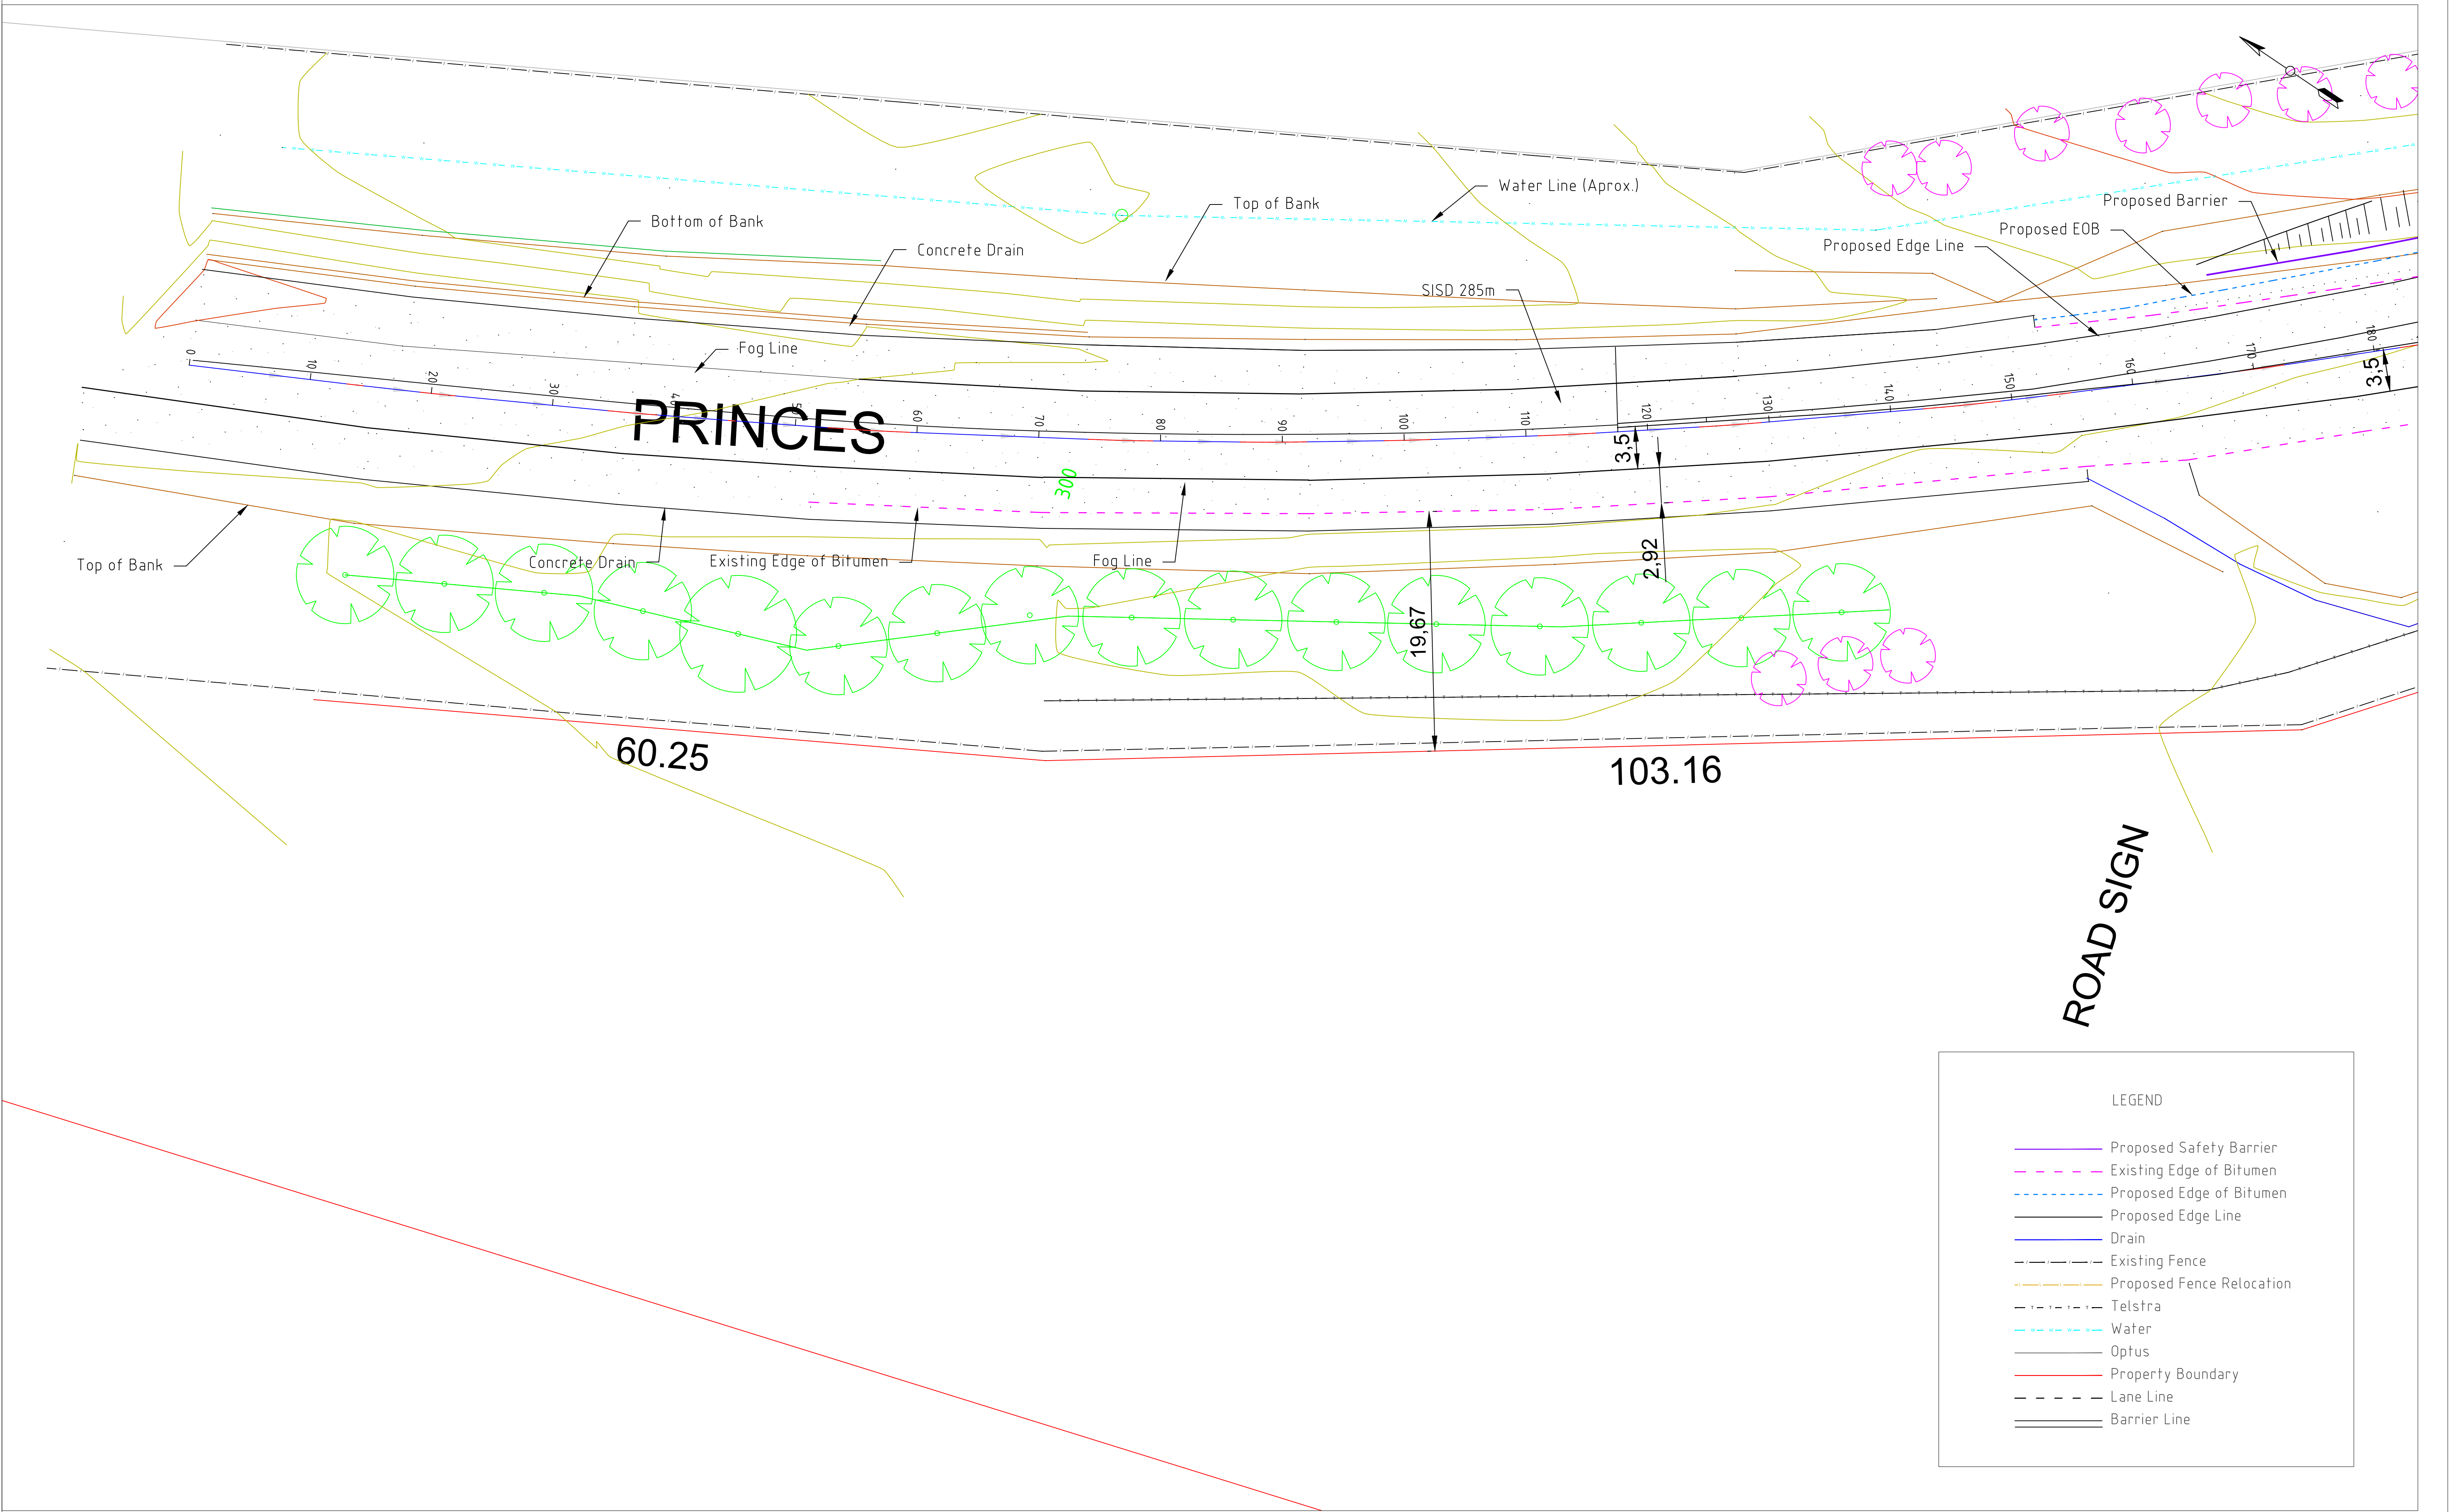 Water Line (Aprox.)
Top of Bank
Bottom of Bank
Proposed Barrier
Proposed EOB
Concrete Drain
Proposed Edge Line
SISD 285m
Fog Line
0
10
20
30
40
50
60
70
80
90
100
110
120
130
140
150
160
170
180
PRINCES
3,5
3,5
300
Top of Bank
Concrete Drain
Existing Edge of Bitumen
Fog Line
2,92
19,67
60.25
103.16
ROAD SIGN
LEGEND
Proposed Safety Barrier
Existing Edge of Bitumen
Proposed Edge of Bitumen
Proposed Edge Line
Drain
Existing Fence
Proposed Fence Relocation
Telstra
Water
Optus
Property Boundary
Lane Line
Barrier Line